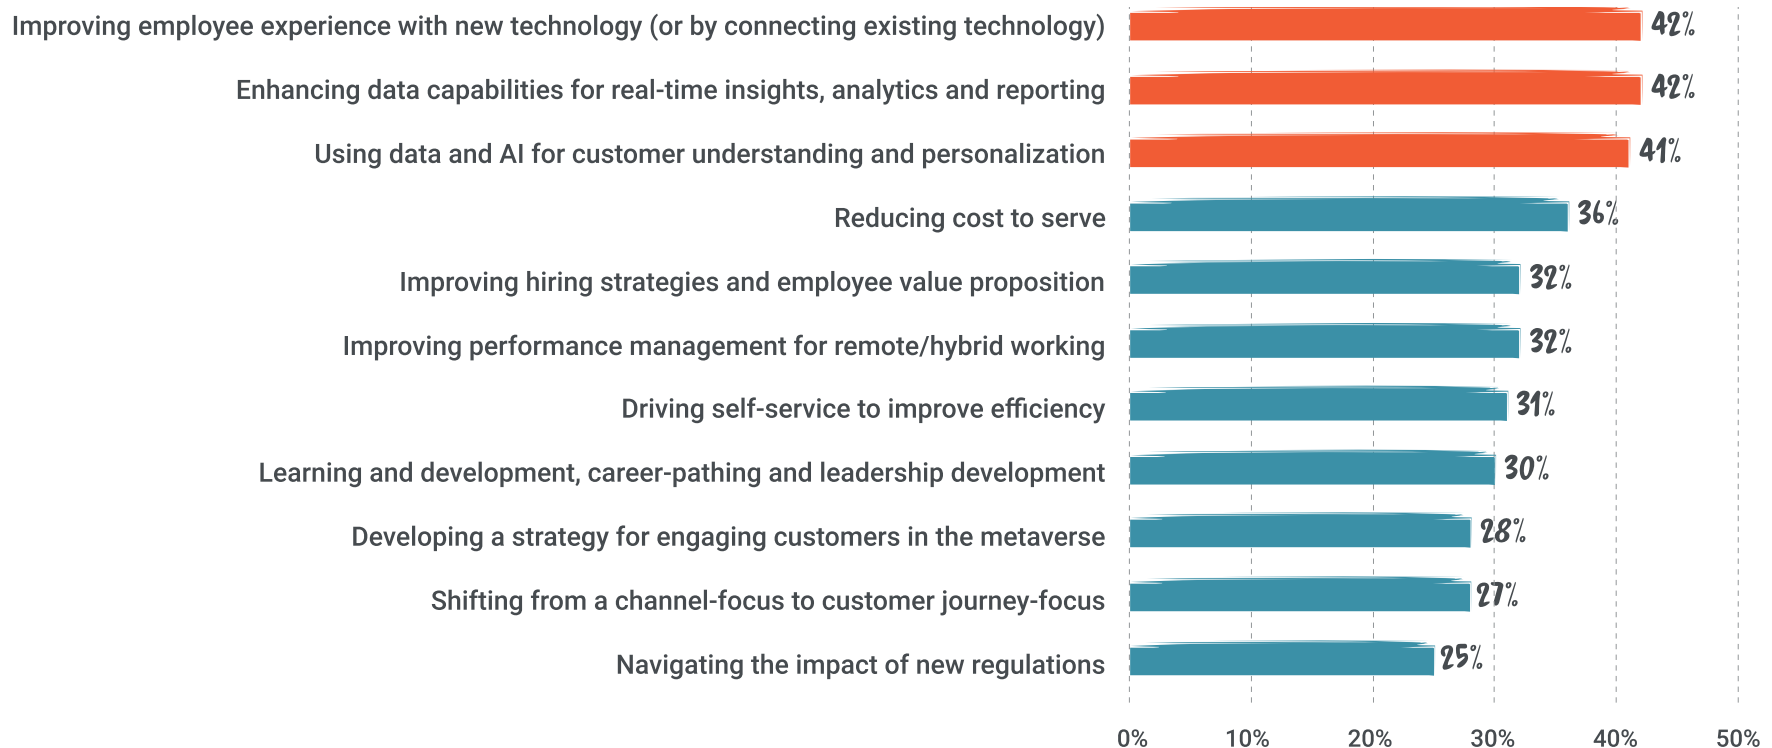 Improving employee experience with new technology (or by connecting existing technology) 42%
Enhancing data capabilities for real-time insights, analytics and reporting 42%
Using data and AI for customer understanding and personalization 41%
Reducing cost to serve 36%
Improving hiring strategies and employee value proposition 32%
Improving performance management for remote/hybrid working 32%
Driving self-service to improve efficiency 31%
Learning and development, career-pathing and leadership development 30%
Developing a strategy for engaging customers in the metaverse 28%
Shifting from a channel-focus to customer journey-focus 27%
Navigating the impact of new regulations 25%
0% 10% 20% 30% 40% 50%